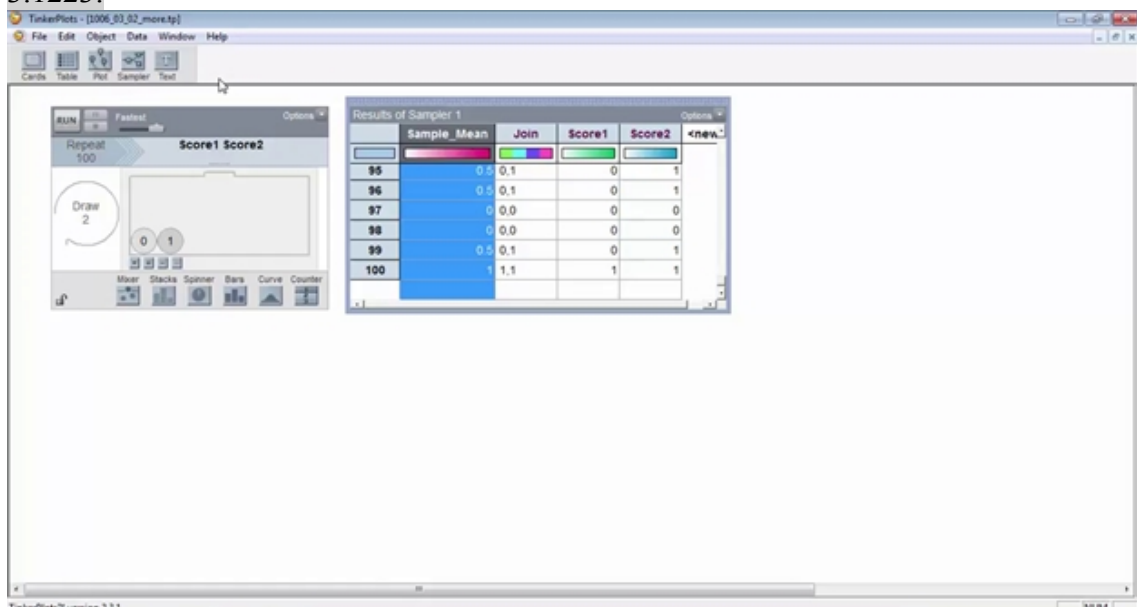 TinkerPlots - [1006_03_02_more.tp]
File Edit Object Data Window Help
Cards Table Plot Sampler Text
RUN Fastest Options
Repeat
100
Score1 Score2
Draw
2
0 1
Mixer Stacks Spinner Bars Curve Counter
Results of Sampler 1 Options
Sample_Mean Join Score1 Score2 <new
95 0.5 0,1 0 1
96 0.5 0,1 0 1
97 0 0,0 0 0
98 0 0,0 0 0
99 0.5 0,1 0 1
100 1 1,1 1 1